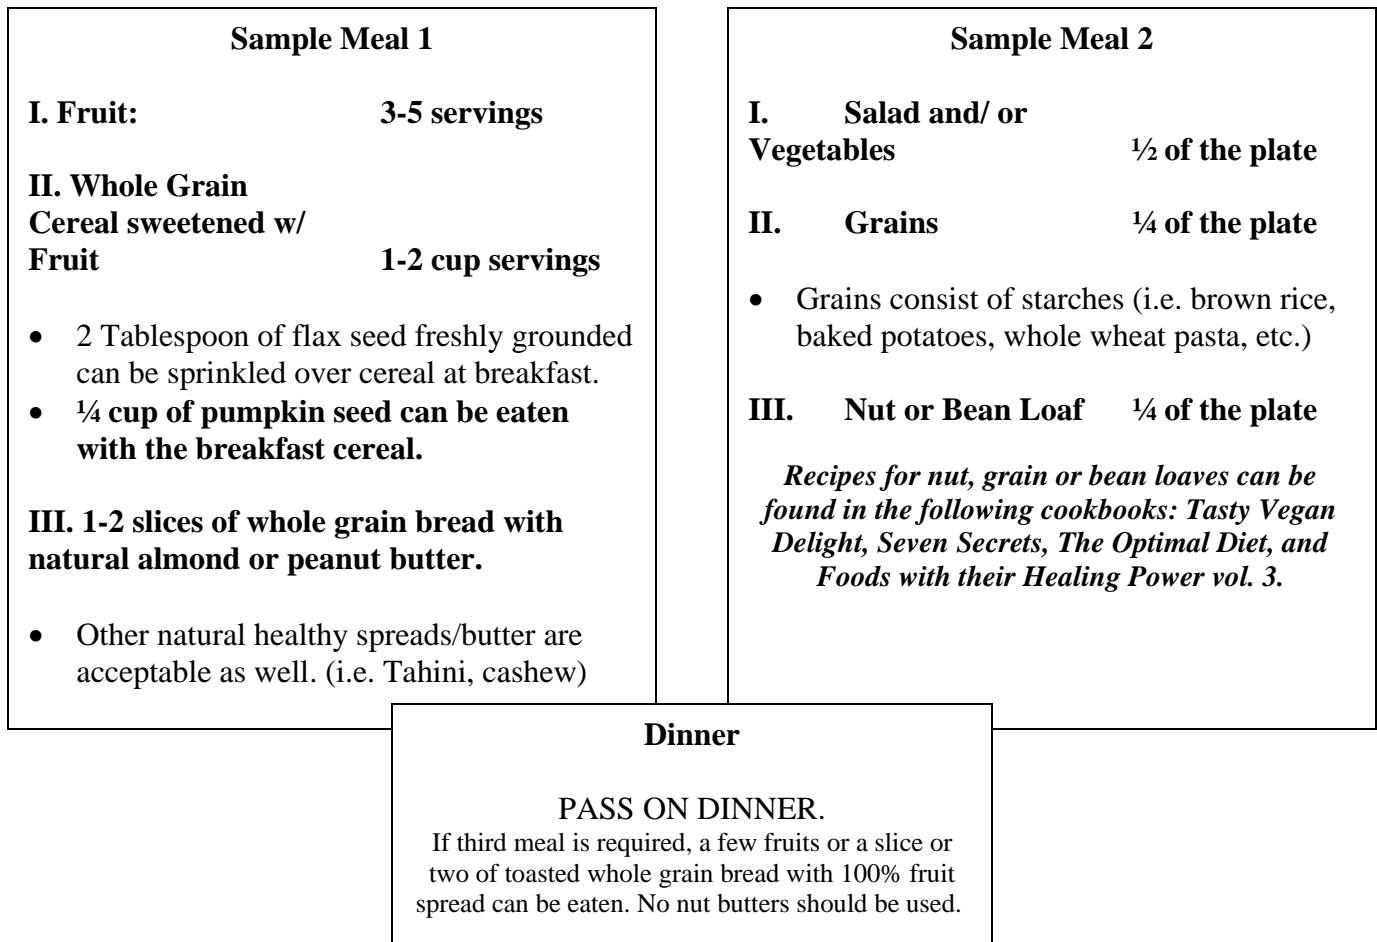 Sample Meal 1
I. Fruit: 3-5 servings
II. Whole Grain
Cereal sweetened w/
Fruit 1-2 cup servings
• 2 Tablespoon of flax seed freshly grounded
can be sprinkled over cereal at breakfast.
• ¼ cup of pumpkin seed can be eaten
with the breakfast cereal.
III. 1-2 slices of whole grain bread with
natural almond or peanut butter.
• Other natural healthy spreads/butter are
acceptable as well. (i.e. Tahini, cashew)
Sample Meal 2
I. Salad and/ or
Vegetables ½ of the plate
II. Grains ¼ of the plate
• Grains consist of starches (i.e. brown rice,
baked potatoes, whole wheat pasta, etc.)
III. Nut or Bean Loaf ¼ of the plate
Recipes for nut, grain or bean loaves can be
found in the following cookbooks: Tasty Vegan
Delight, Seven Secrets, The Optimal Diet, and
Foods with their Healing Power vol. 3.
Dinner
PASS ON DINNER.
If third meal is required, a few fruits or a slice or
two of toasted whole grain bread with 100% fruit
spread can be eaten. No nut butters should be used.